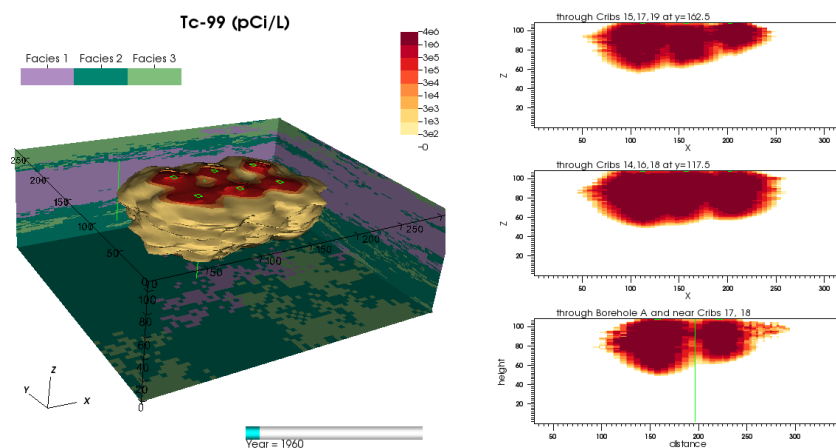 Tc-99 (pCi/L)
Facies 1 Facies 2 Facies 3
4e6
1e6
3e5
1e5
3e4
1e4
3e3
1e3
3e2
0
250
200
150
100
50
0
50
100
150
200
250
100
80
60
40
20
0
Z
Y
X
Year = 1960
through Cribs 15,17,19 at y=162.5
100
80
60
40
20
Z
50 100 150 200 250 300
X
through Cribs 14,16,18 at y=117.5
100
80
60
40
20
Z
50 100 150 200 250 300
X
through Borehole A and near Cribs 17, 18
100
80
60
40
20
height
50 100 150 200 250 300
distance